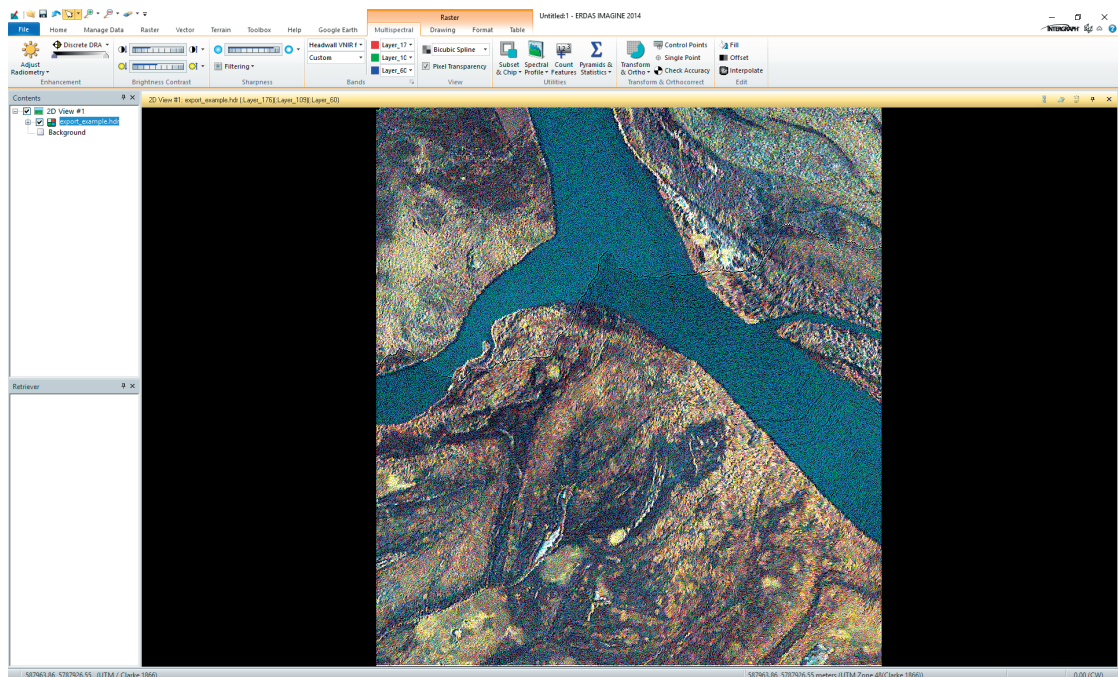 Raster
Untitled:1 - ERDAS IMAGINE 2014
File Home Manage Data Raster Vector Terrain Toolbox Help Google Earth Multispectral Drawing Format Table
INTERGRAPH
Adjust Radiometry
Discrete DRA
Enhancement
Brightness Contrast
Filtering
Sharpness
Headwall VNIR f
Custom
Layer_17
Layer_1C
Layer_6C
Bands
Bicubic Spline
Pixel Transparency
View
Subset & Chip
Spectral Profile
Count Features
Pyramids & Statistics
Utilities
Transform & Ortho
Control Points
Single Point
Check Accuracy
Transform & Orthocorrect
Fill
Offset
Interpolate
Edit
Contents
2D View #1
export_example.hdr
Background
Retriever
2D View #1: export_example.hdr (:Layer_176)(:Layer_109)(:Layer_60)
587963.86, 5787926.55 (UTM / Clarke 1866)
587963.86, 5787926.55 meters (UTM Zone 48(Clarke 1866))
0.00 (CW)